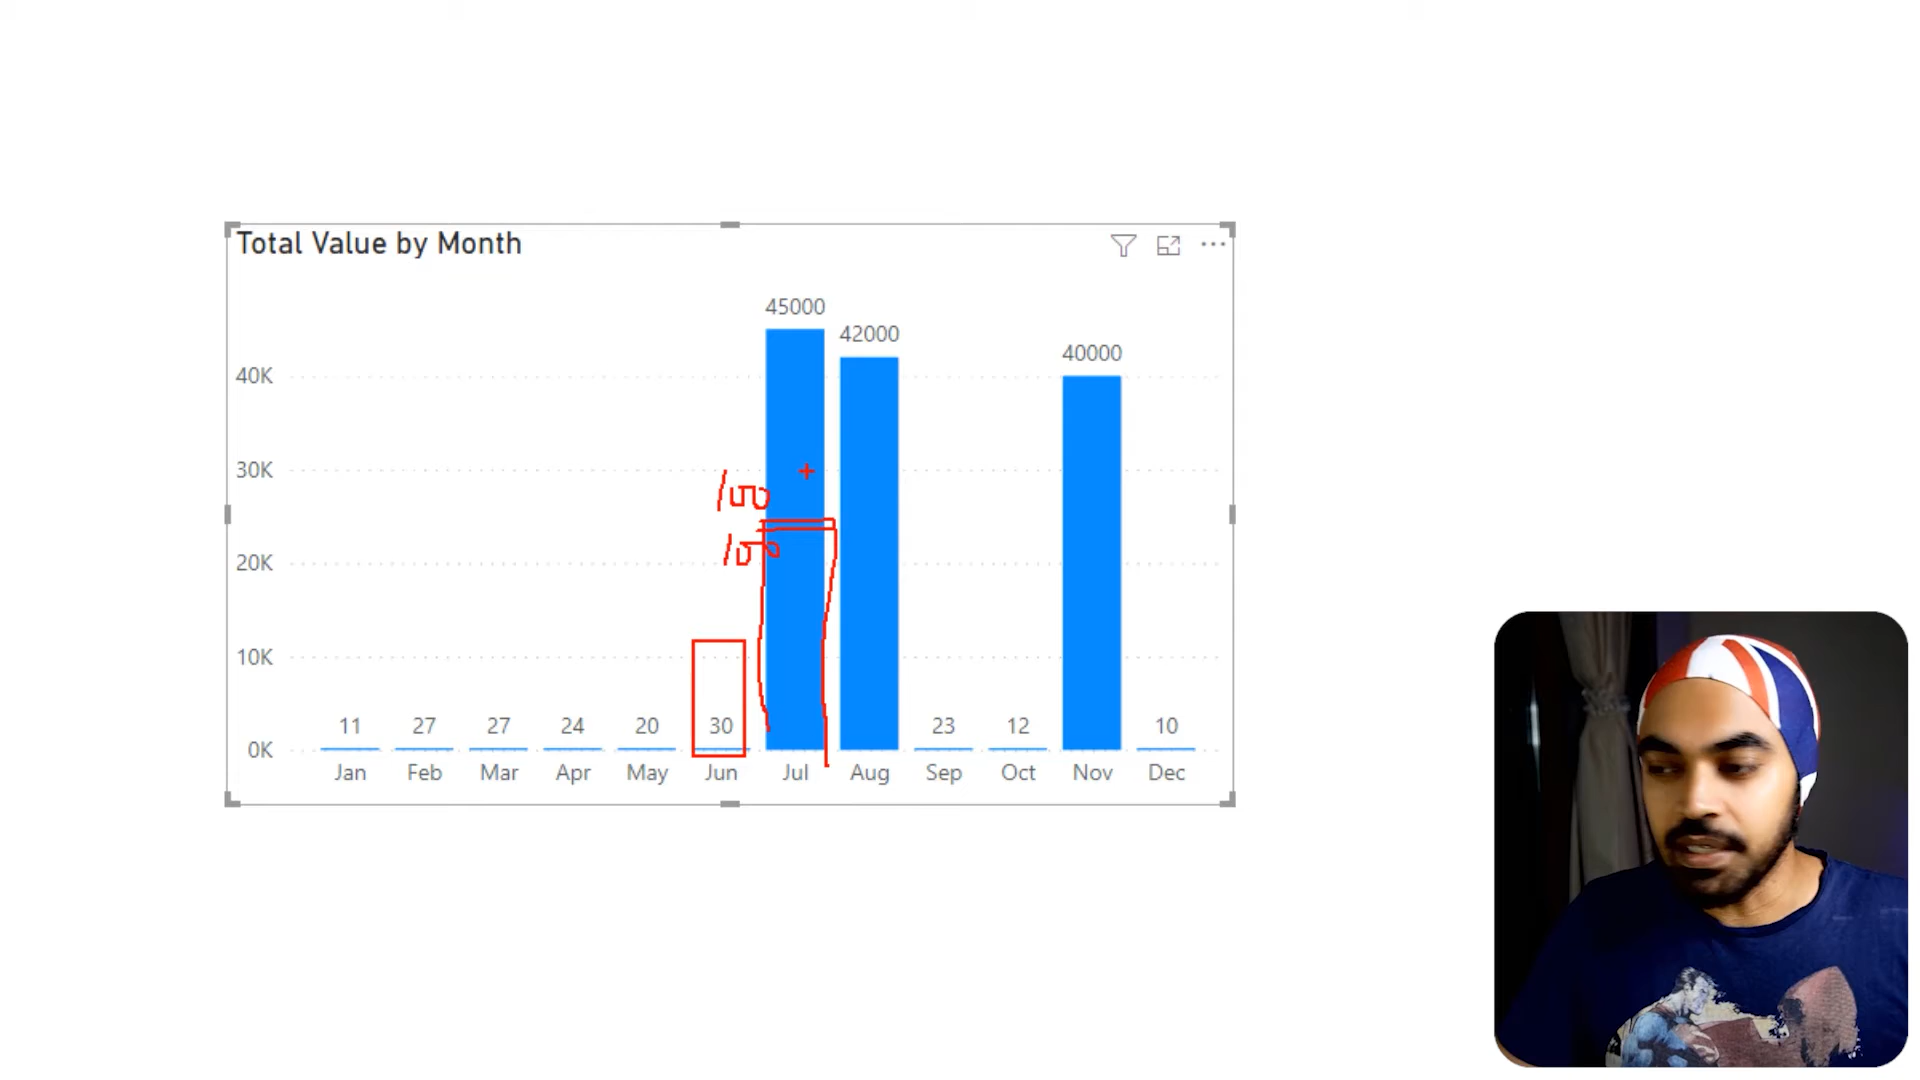 Total Value by Month
45000
42000
40000
40K
30K
20K
10K
11 27 27 24 20 30 23 12 10
0K
Jan Feb Mar Apr May Jun Jul Aug Sep Oct Nov Dec